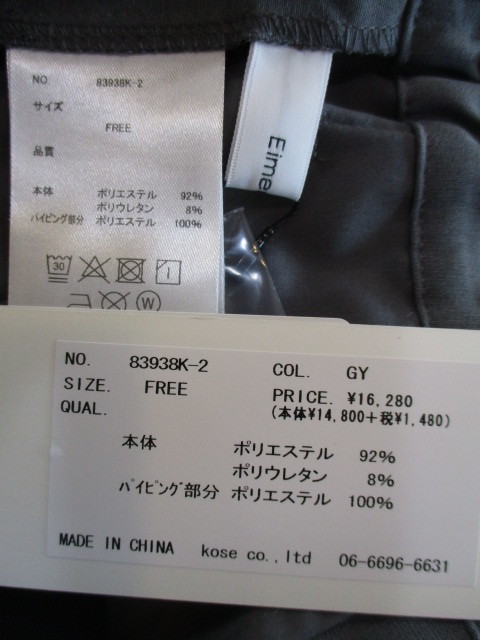 NO 83938K-2
サイズ
FREE
品質
本体 ポリエステル 92%
ポリウレタン 8%
パイピング部分 ポリエステル 100%
30
W
Eime
NO. 83938K-2 COL. GY
SIZE. FREE PRICE. ¥16,280
QUAL. (本体¥14,800+税¥1,480)
本体 ポリエステル 92%
ポリウレタン 8%
パイピング部分 ポリエステル 100%
MADE IN CHINA kose co.,ltd 06-6696-6631